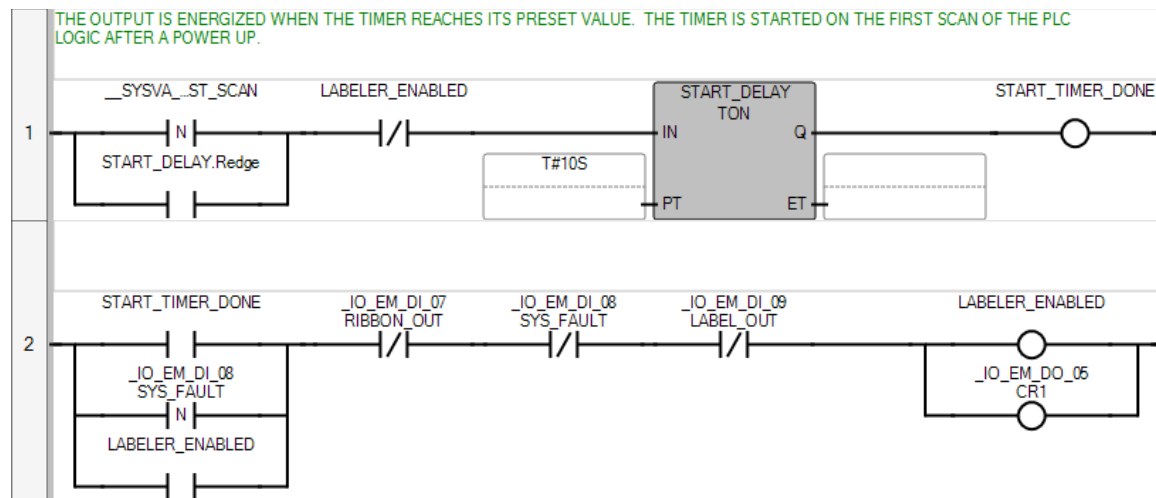 THE OUTPUT IS ENERGIZED WHEN THE TIMER REACHES ITS PRESET VALUE.  THE TIMER IS STARTED ON THE FIRST SCAN OF THE PLC
LOGIC AFTER A POWER UP.
__SYSVA_...ST_SCAN
LABELER_ENABLED
START_DELAY
TON
START_TIMER_DONE
1
N
IN
Q
START_DELAY.Redge
T#10S
PT
ET
START_TIMER_DONE
_IO_EM_DI_07
RIBBON_OUT
_IO_EM_DI_08
SYS_FAULT
_IO_EM_DI_09
LABEL_OUT
LABELER_ENABLED
2
_IO_EM_DI_08
SYS_FAULT
_IO_EM_DO_05
CR1
N
LABELER_ENABLED